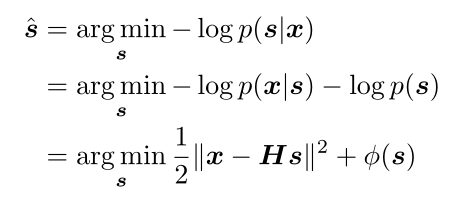 ŝ = arg min_s − log p(s|x)
= arg min_s − log p(x|s) − log p(s)
= arg min_s 1/2 ‖x − Hs‖² + ϕ(s)